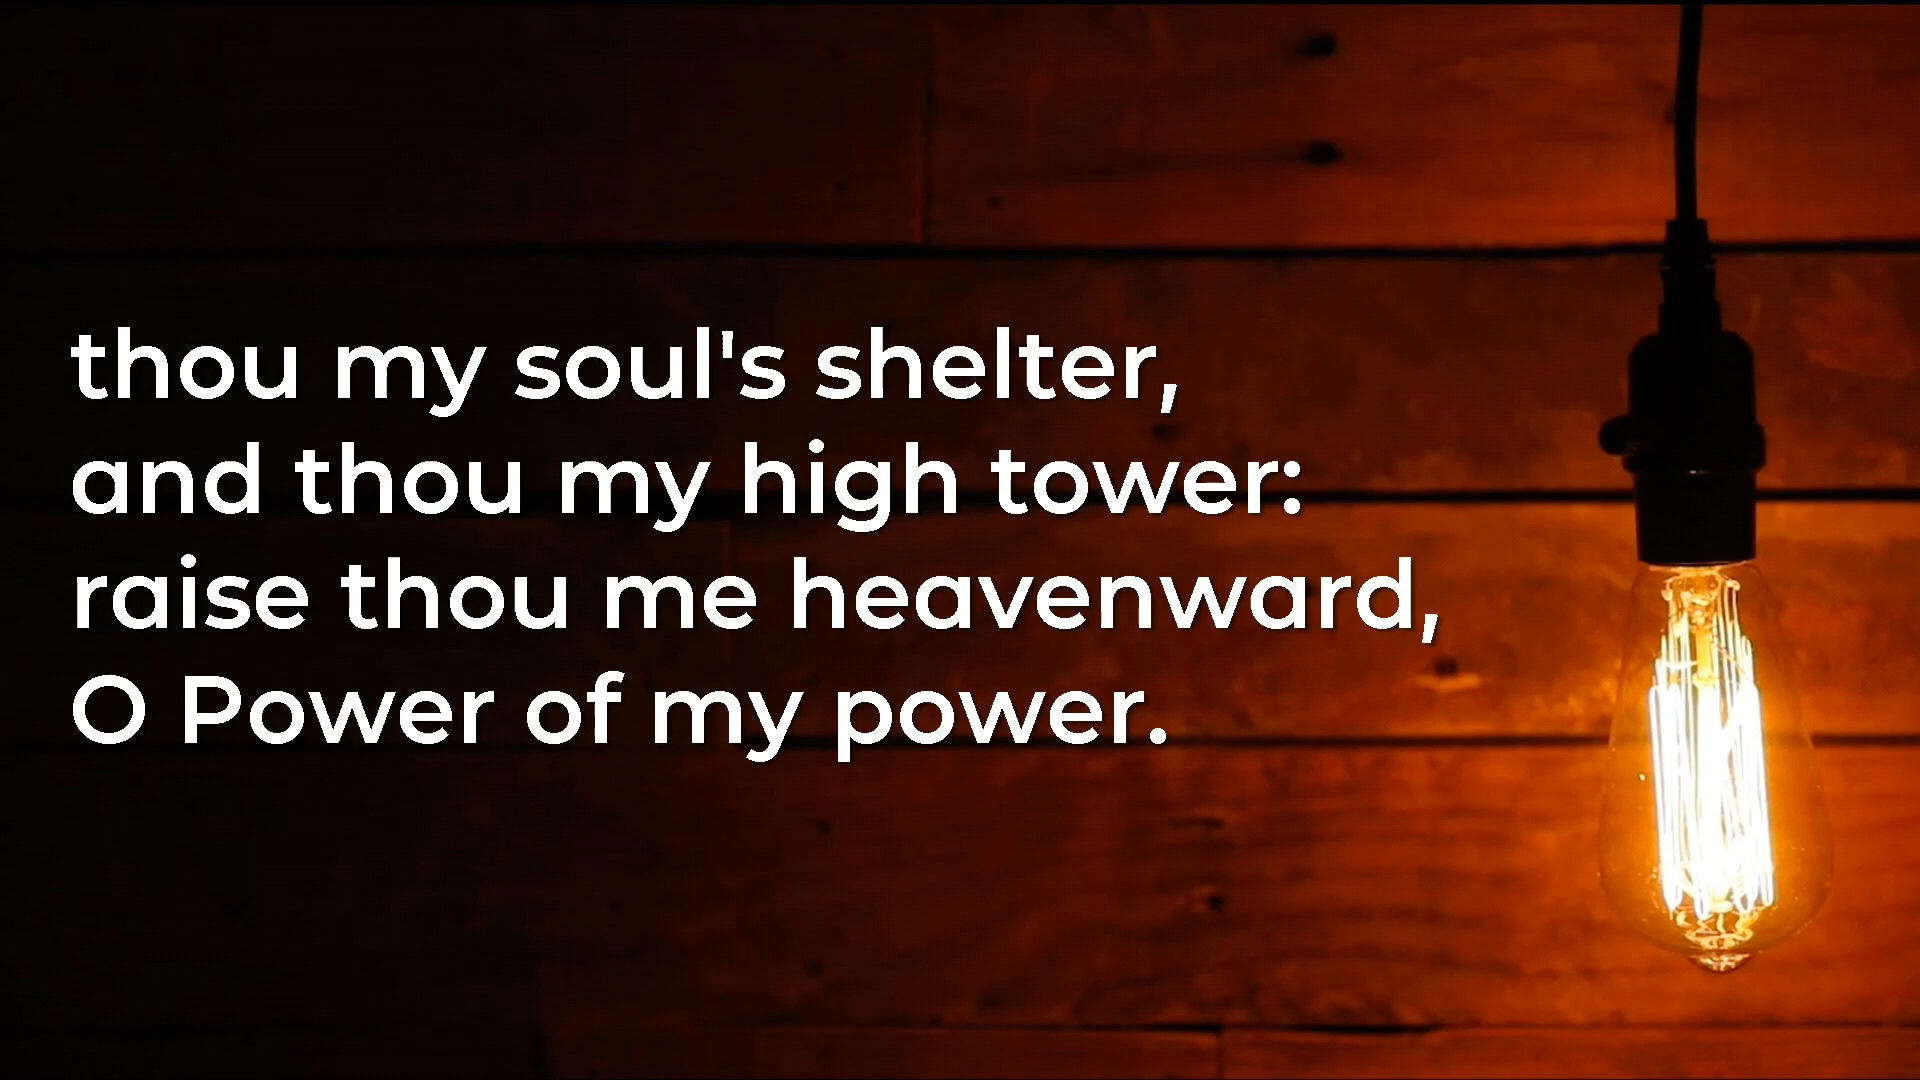 thou my soul's shelter,
and thou my high tower:
raise thou me heavenward,
O Power of my power.